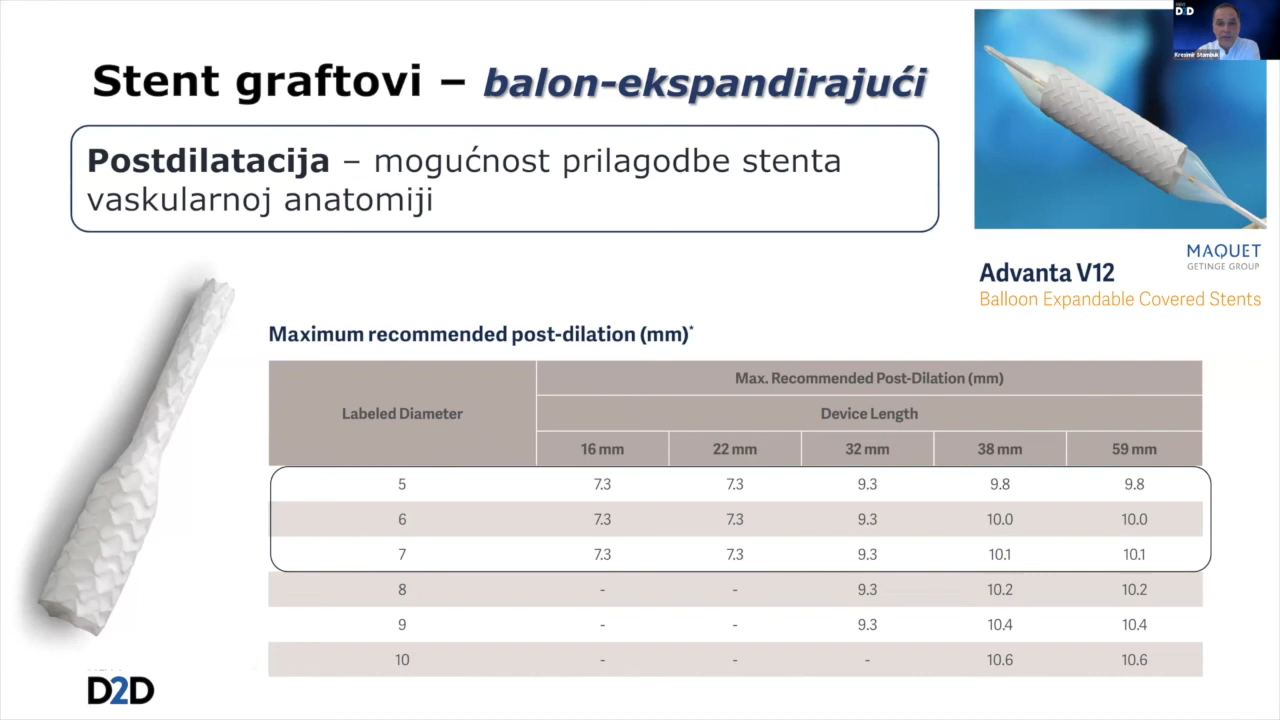 Stent graftovi – balon-ekspandirajući
Postdilatacija – mogućnost prilagodbe stenta
vaskularnoj anatomiji
D2D
Kresimir Stambuk
MAQUET
GETINGE GROUP
Advanta V12
Balloon Expandable Covered Stents
Maximum recommended post-dilation (mm)*
Labeled Diameter
Max. Recommended Post-Dilation (mm)
Device Length
16 mm 22 mm 32 mm 38 mm 59 mm
5 7.3 7.3 9.3 9.8 9.8
6 7.3 7.3 9.3 10.0 10.0
7 7.3 7.3 9.3 10.1 10.1
8 - - 9.3 10.2 10.2
9 - - 9.3 10.4 10.4
10 - - - 10.6 10.6
D2D